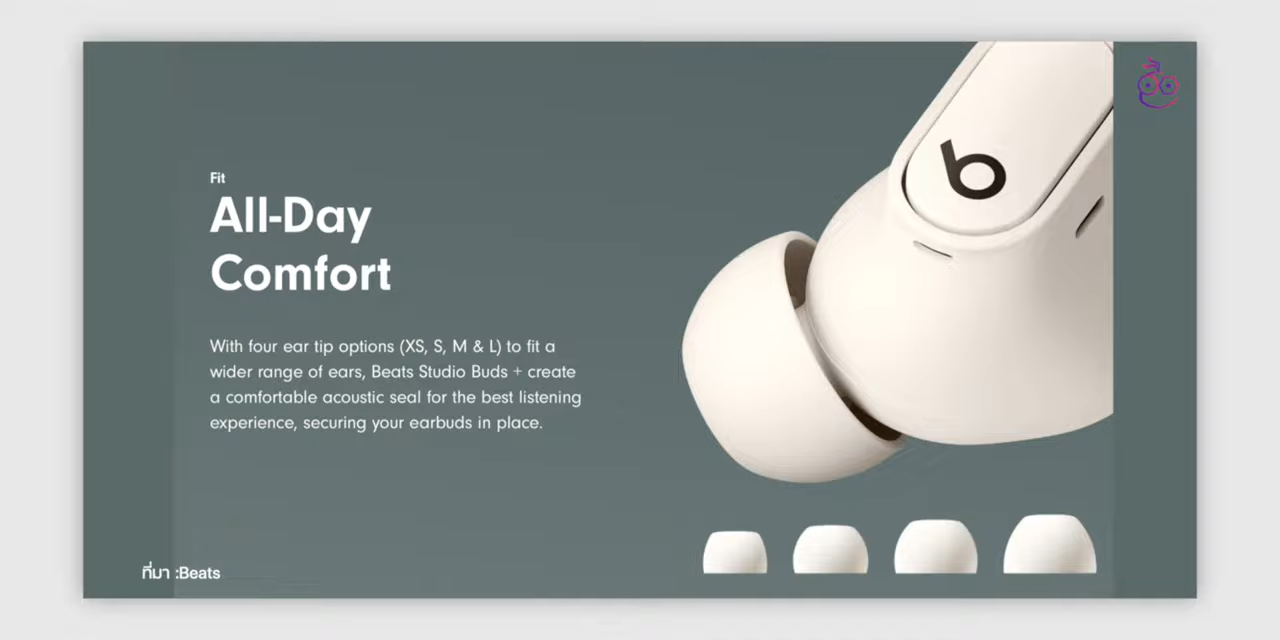 Fit
All-Day
Comfort
With four ear tip options (XS, S, M & L) to fit a
wider range of ears, Beats Studio Buds + create
a comfortable acoustic seal for the best listening
experience, securing your earbuds in place.
b
ที่มา :Beats